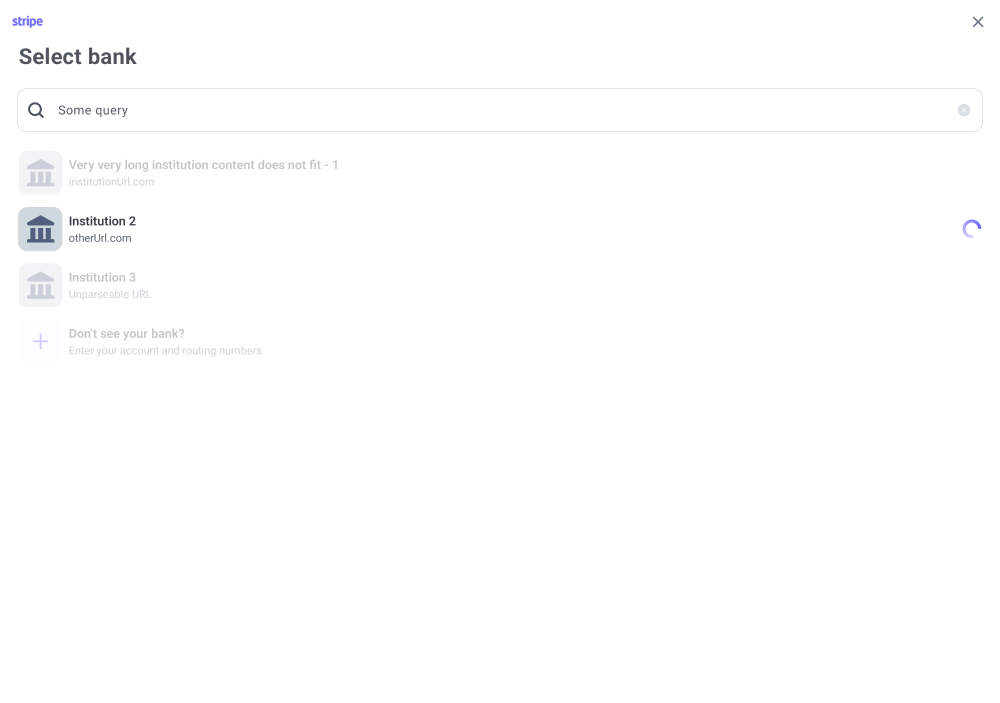 stripe
Select bank
Some query
Very very long institution content does not fit - 1
institutionUrl.com
Institution 2
otherUrl.com
Institution 3
Unparseable URL
Don't see your bank?
Enter your account and routing numbers